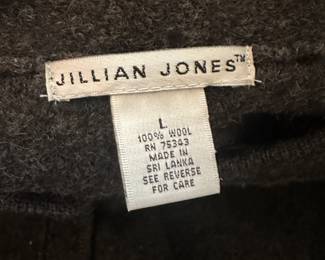 JILLIAN JONES™
L
100% WOOL
RN 75343
MADE IN
SRI LANKA
SEE REVERSE
FOR CARE